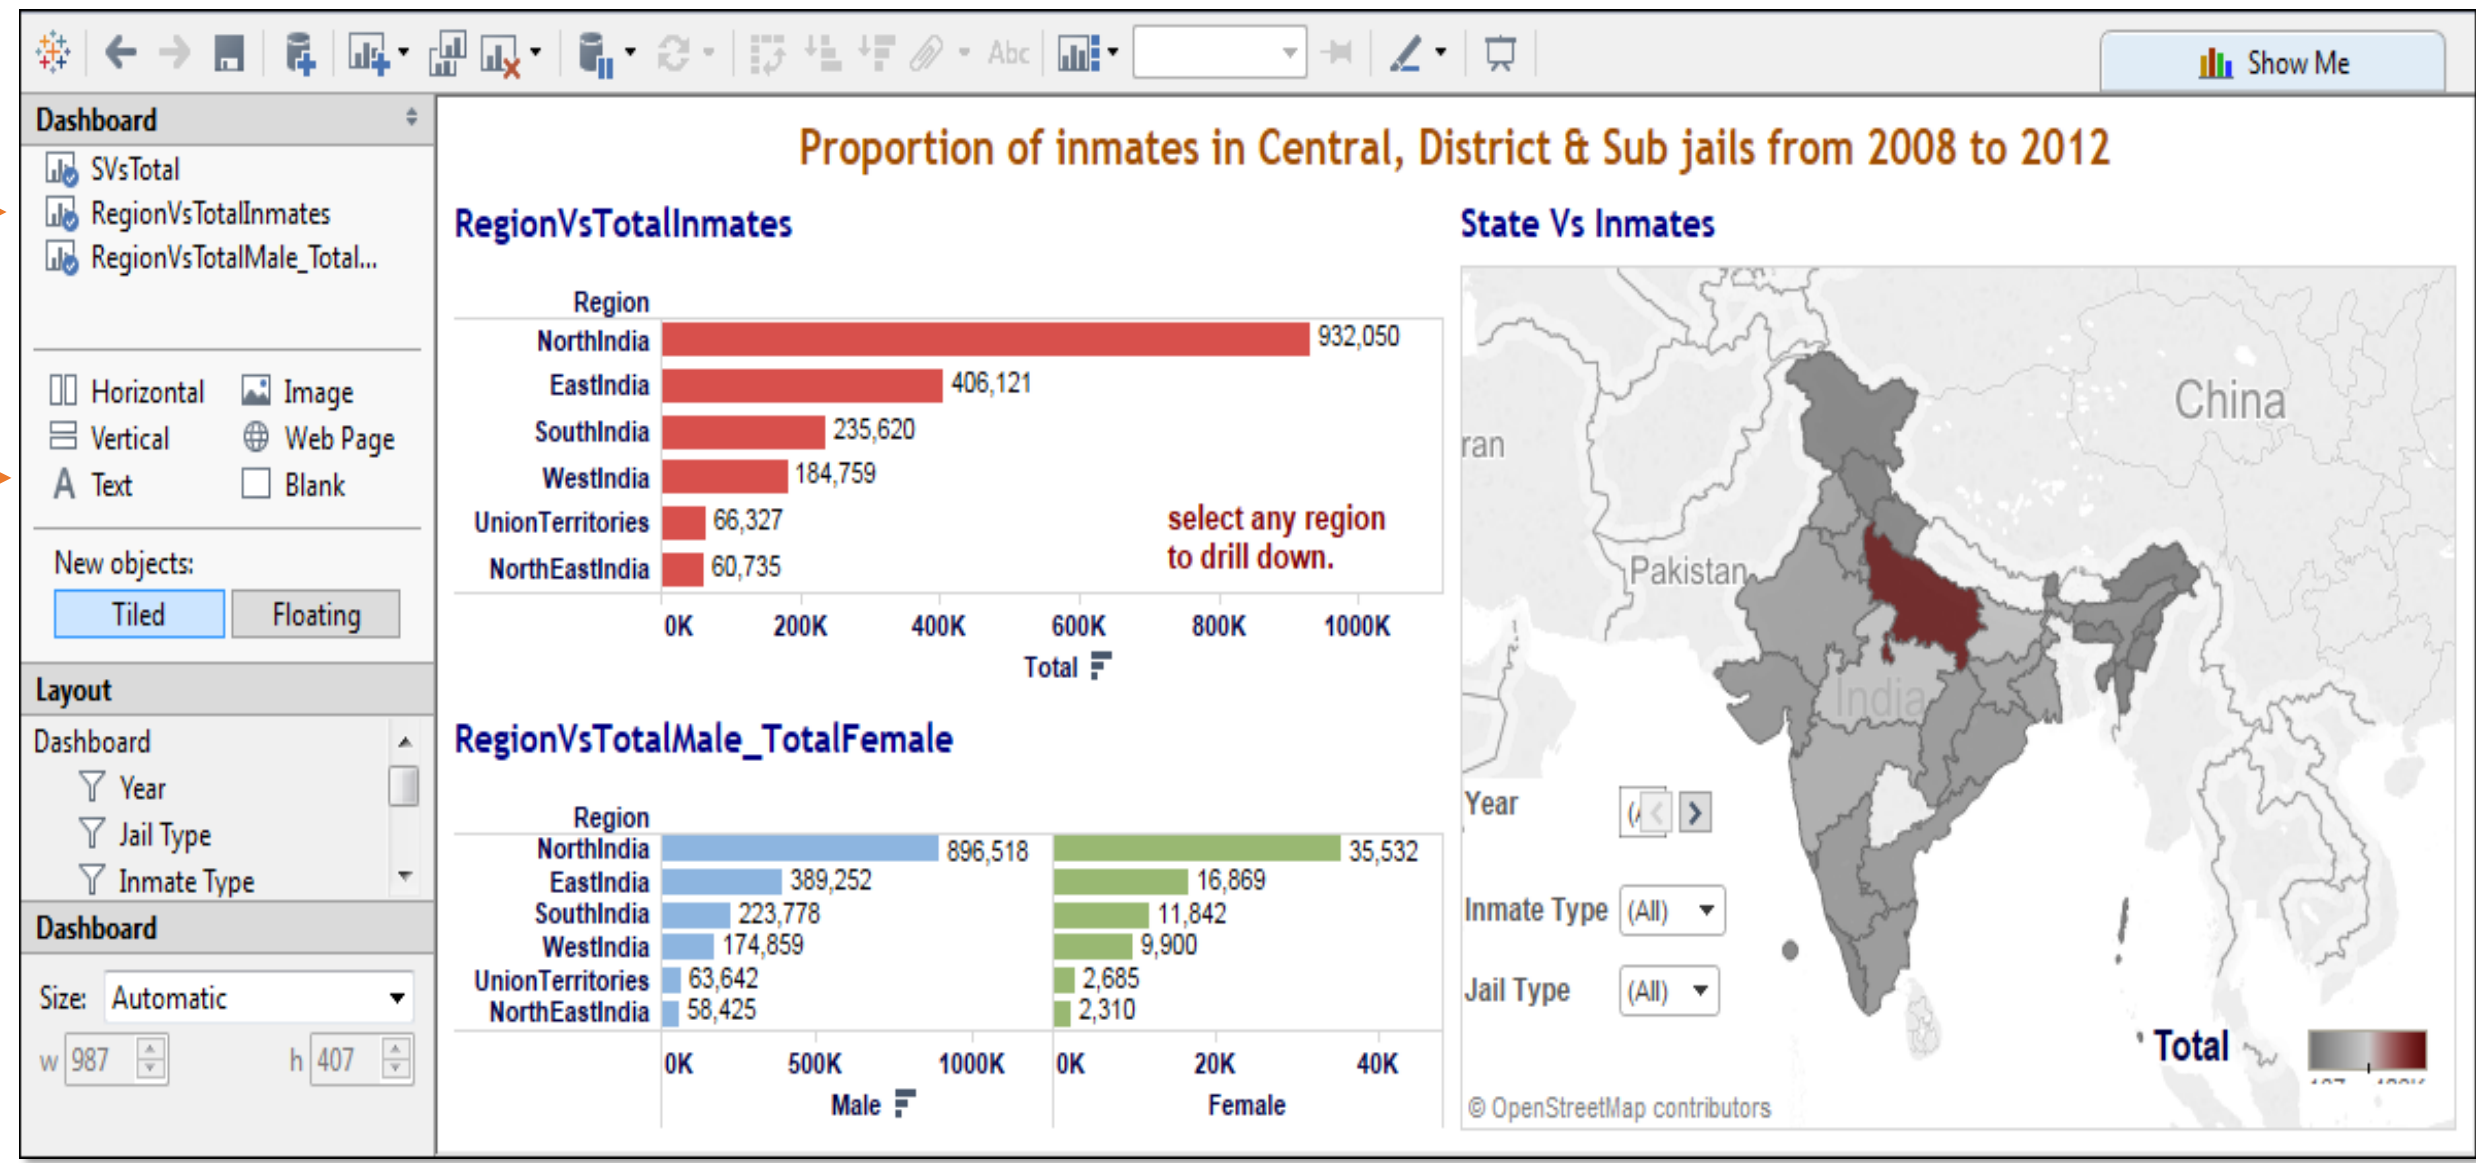 Abc
Show Me
Dashboard
SVsTotal
RegionVsTotalInmates
RegionVsTotalMale_Total...
Horizontal
Image
Vertical
Web Page
A Text
Blank
New objects:
Tiled
Floating
Layout
Dashboard
Year
Jail Type
Inmate Type
Dashboard
Size: Automatic
w 987
h 407
Proportion of inmates in Central, District & Sub jails from 2008 to 2012
RegionVsTotalInmates
Region
NorthIndia 932,050
EastIndia 406,121
SouthIndia 235,620
WestIndia 184,759
UnionTerritories 66,327
NorthEastIndia 60,735
select any region
to drill down.
0K 200K 400K 600K 800K 1000K
Total
RegionVsTotalMale_TotalFemale
Region
NorthIndia 896,518 35,532
EastIndia 389,252 16,869
SouthIndia 223,778 11,842
WestIndia 174,859 9,900
UnionTerritories 63,642 2,685
NorthEastIndia 58,425 2,310
0K 500K 1000K 0K 20K 40K
Male Female
State Vs Inmates
China
ran
Pakistan
India
Year
Inmate Type (All)
Jail Type (All)
Total
© OpenStreetMap contributors